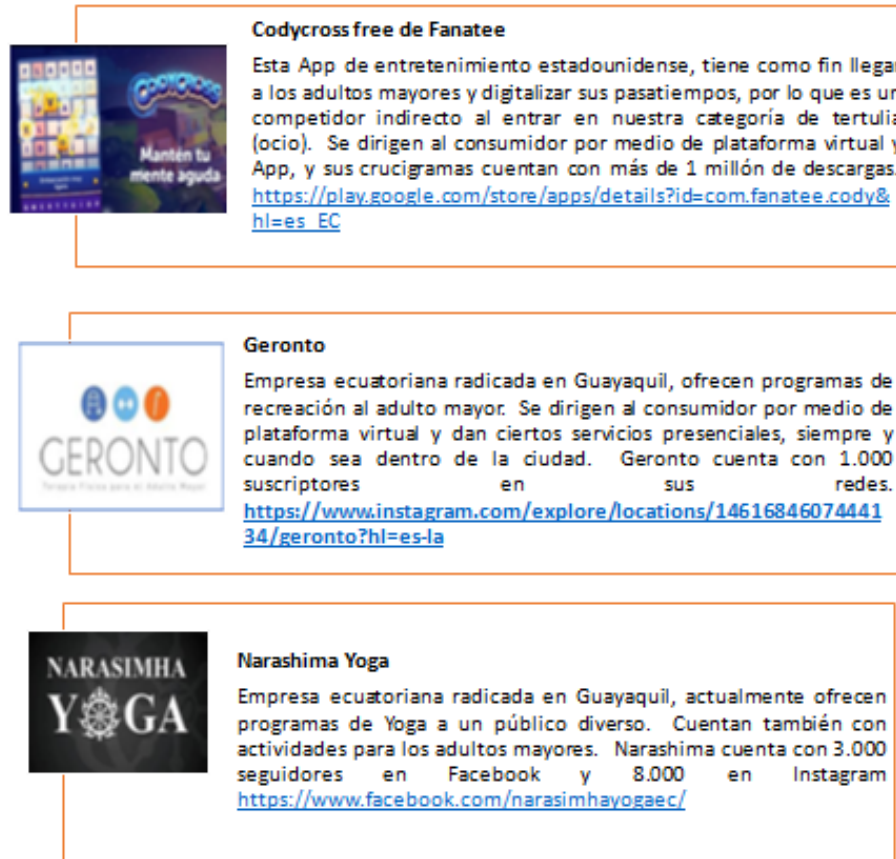 Codycross free de Fanatee
Esta App de entretenimiento estadounidense, tiene como fin llegar
a los adultos mayores y digitalizar sus pasatiempos, por lo que es un
competidor indirecto al entrar en nuestra categoría de tertulia
(ocio). Se dirigen al consumidor por medio de plataforma virtual y
App, y sus crucigramas cuentan con más de 1 millón de descargas.
https://play.google.com/store/apps/details?id=com.fanatee.cody&
hl=es_EC
CodyCross
Mantén tu
mente aguda
Geronto
Empresa ecuatoriana radicada en Guayaquil, ofrecen programas de
recreación al adulto mayor. Se dirigen al consumidor por medio de
plataforma virtual y dan ciertos servicios presenciales, siempre y
cuando sea dentro de la ciudad. Geronto cuenta con 1.000
suscriptores en sus redes.
https://www.instagram.com/explore/locations/14616846074441
34/geronto?hl=es-la
GERONTO
Terapia Física para el Adulto Mayor
Narashima Yoga
Empresa ecuatoriana radicada en Guayaquil, actualmente ofrecen
programas de Yoga a un público diverso. Cuentan también con
actividades para los adultos mayores. Narashima cuenta con 3.000
seguidores en Facebook y 8.000 en Instagram
https://www.facebook.com/narasimhayogaec/
NARASIMHA
YOGA